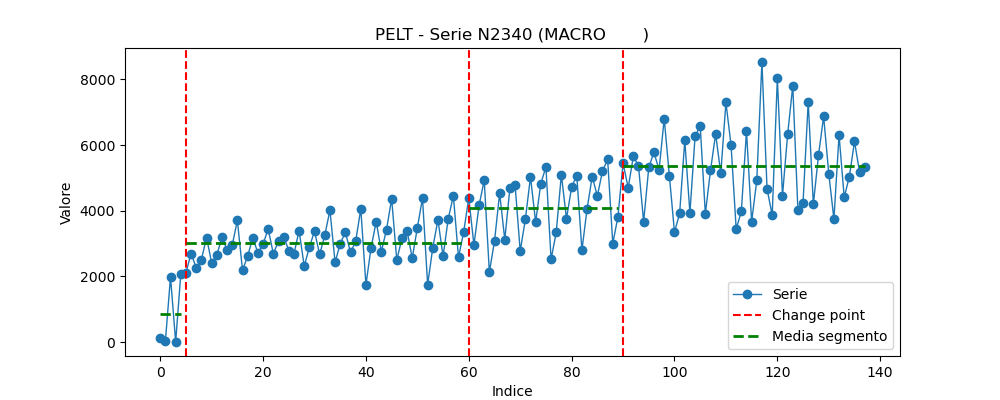 PELT - Serie N2340 (MACRO        )
Valore
8000
6000
4000
2000
0
0 20 40 60 80 100 120 140
Indice
Serie
Change point
Media segmento